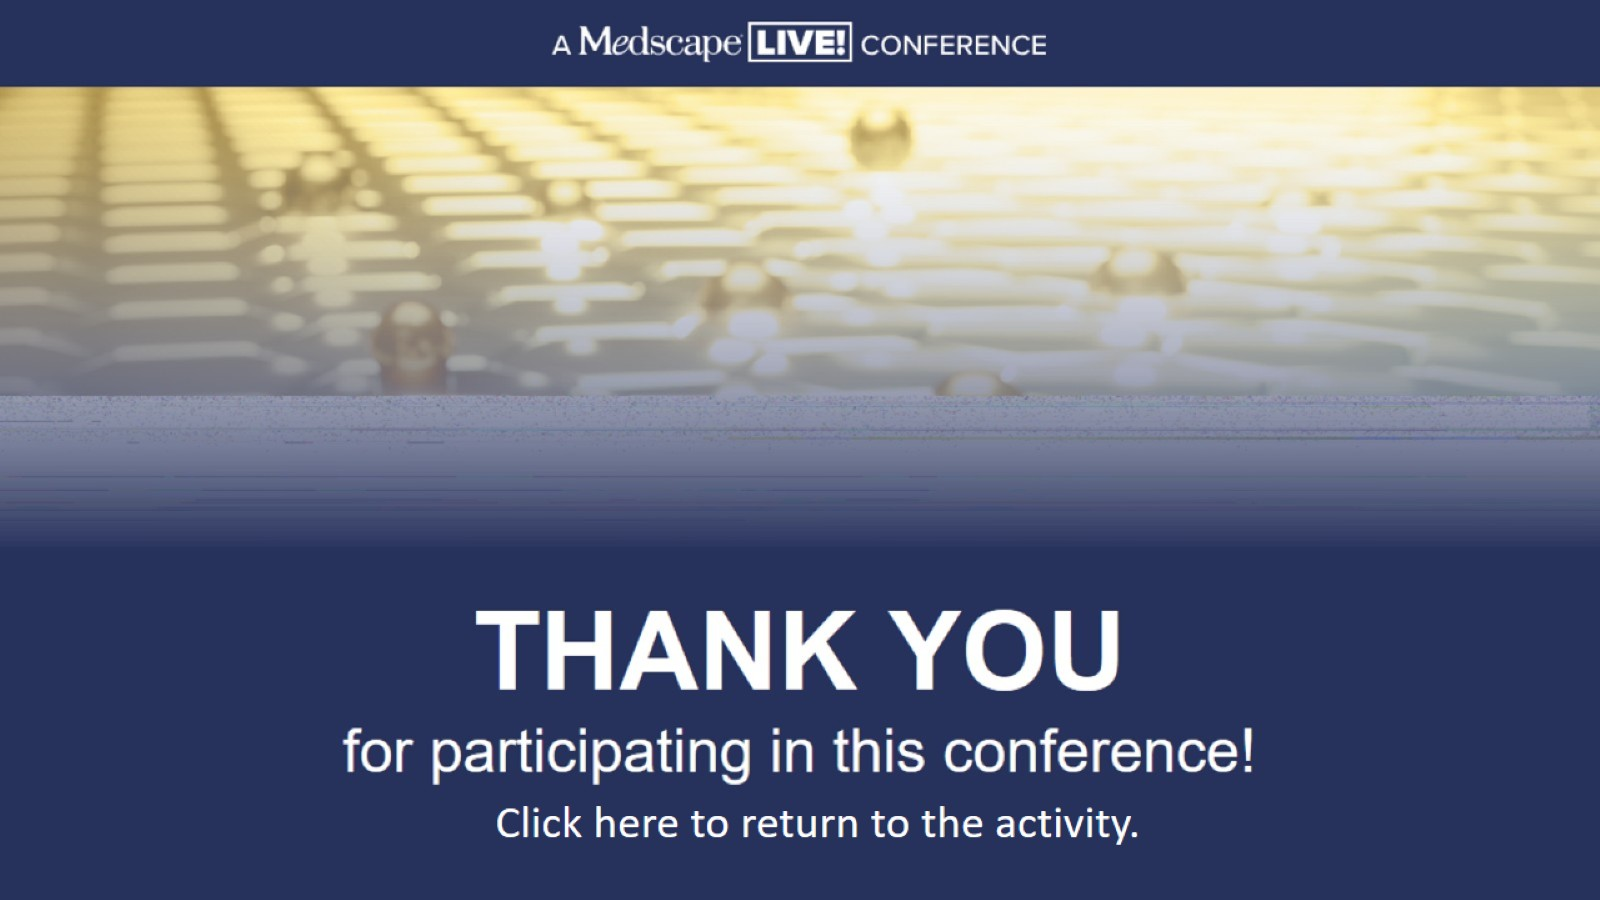 A Medscape LIVE! CONFERENCE
THANK YOU
for participating in this conference!
Click here to return to the activity.